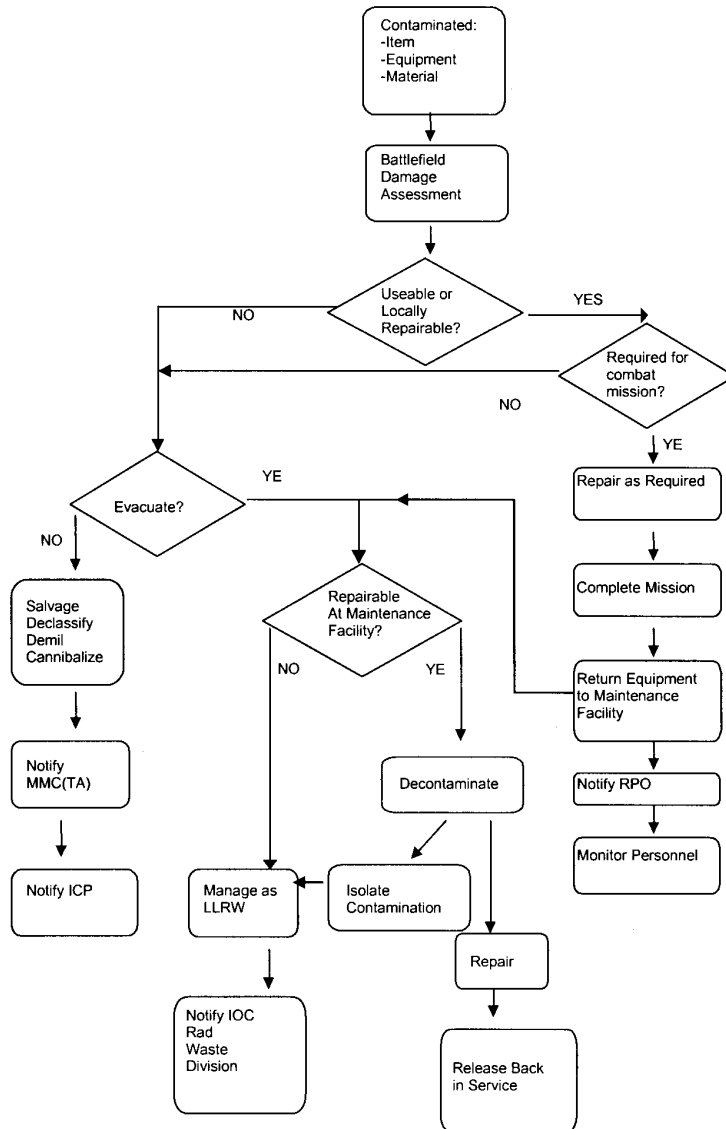 Contaminated:
-Item
-Equipment
-Material
Battlefield
Damage
Assessment
Useable or
Locally
Repairable?
NO
YES
Required for
combat
mission?
NO
YE
Evacuate?
YE
NO
Repair as Required
Complete Mission
Return Equipment
to Maintenance
Facility
Notify RPO
Monitor Personnel
Salvage
Declassify
Demil
Cannibalize
Notify
MMC(TA)
Notify ICP
Repairable
At Maintenance
Facility?
NO
YE
Decontaminate
Isolate
Contamination
Manage as
LLRW
Notify IOC
Rad
Waste
Division
Repair
Release Back
in Service